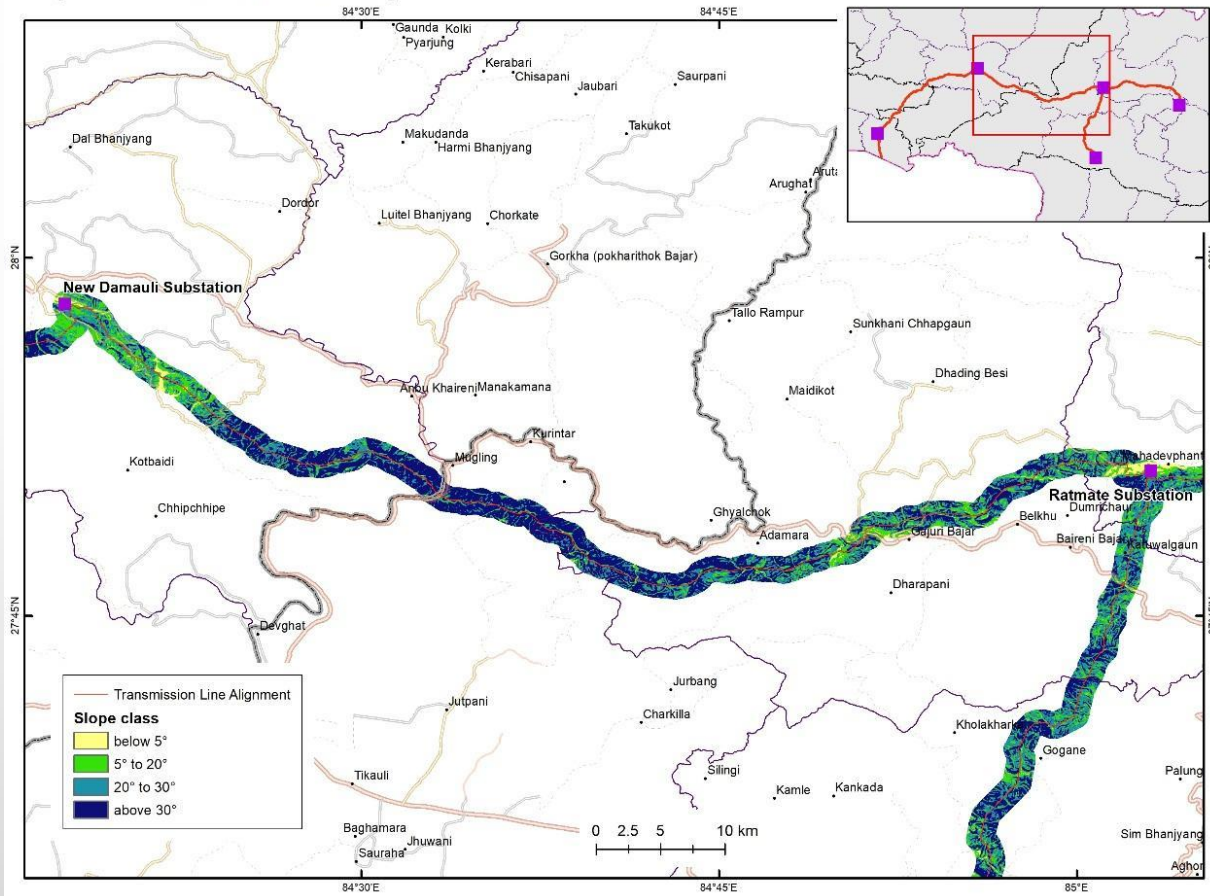 84°30'E
84°45'E
Gaunda
Kolki
Pyarjung
Kerabari
Chisapani
Jaubari
Saurpani
Takukot
Dal Bhanjyang
Makudanda
Harmi Bhanjyang
Arughat
Dordor
Luitel Bhanjyang
Chorkate
28°N
Gorkha (pokharithok Bajar)
New Damauli Substation
Tallo Rampur
Sunkhani Chhapgaun
Dhading Besi
Anbu Khaireni
Manakamana
Maidikot
Kurintar
Mugling
Kotbaidi
Mahadevphant
Ratmate Substation
Chhipchhipe
Ghyalchok
Belkhu
Adamara
Gajuri Bajar
Baireni Bajar
Dharapani
27°45'N
Devghat
Transmission Line Alignment
Slope class
below 5°
5° to 20°
20° to 30°
above 30°
Jurbang
Jutpani
Charkilla
Gogane
Silingi
Palung
Tikauli
Kamle
Kankada
0 2.5 5 10 km
Baghamara
Jhuwani
Sauraha
Sim Bhanjyang
84°30'E
84°45'E
85°E